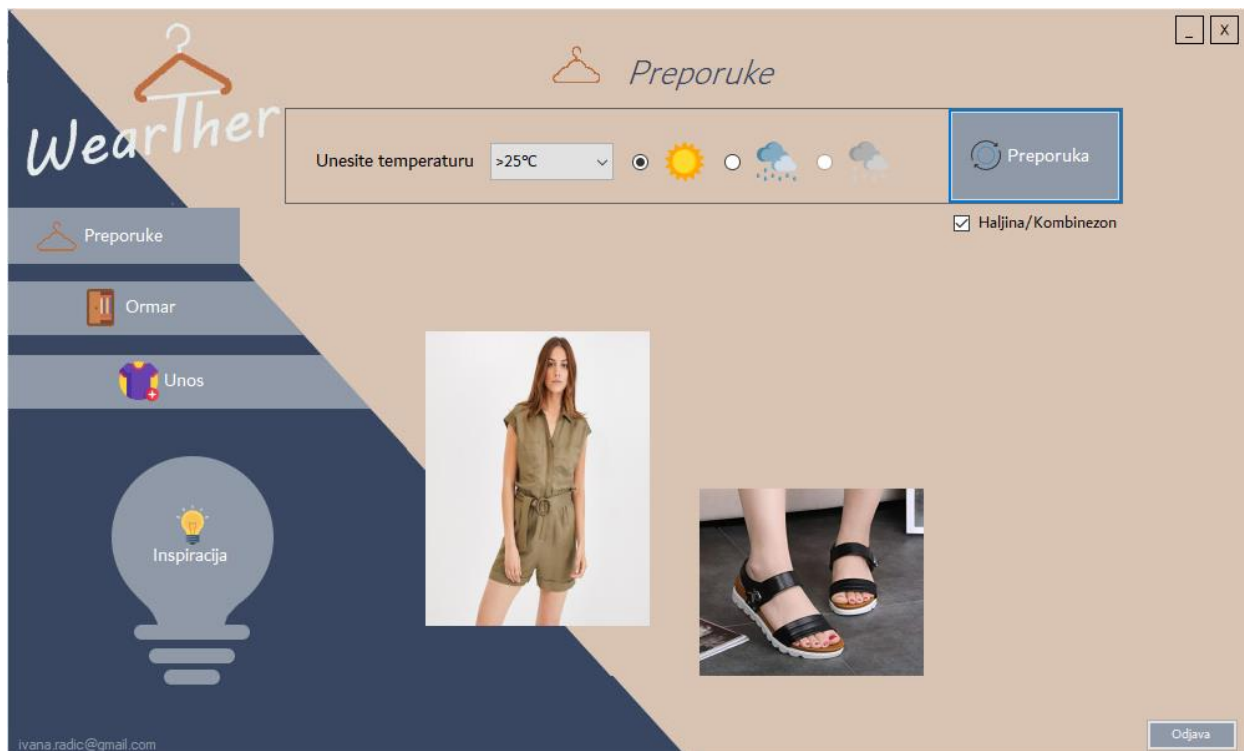 _ X
WearTher
Preporuke
Unesite temperaturu >25°C
Preporuka
Haljina/Kombinezon
Preporuke
Ormar
Unos
Inspiracija
ivana.radic@gmail.com
Odjava